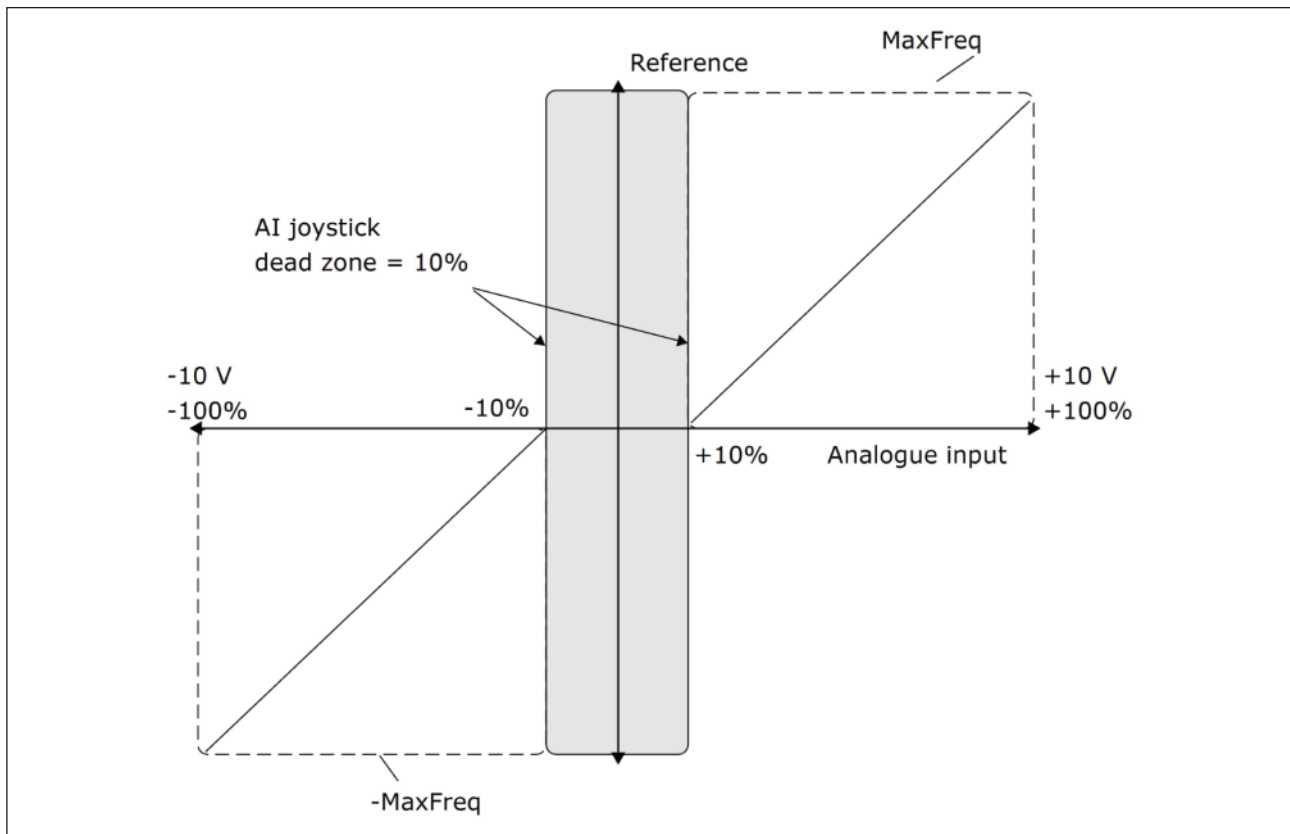 MaxFreq
Reference
AI joystick
dead zone = 10%
-10 V
-100%
-10%
+10 V
+100%
+10%
Analogue input
-MaxFreq